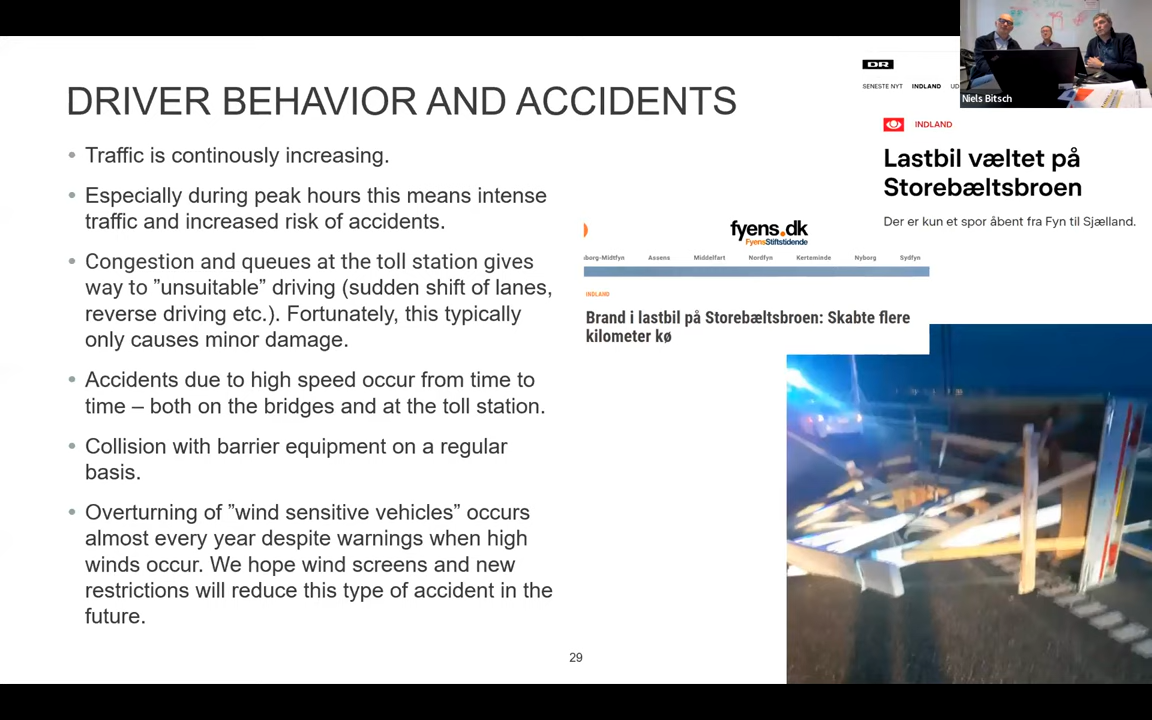 DRIVER BEHAVIOR AND ACCIDENTS
• Traffic is continously increasing.
• Especially during peak hours this means intense
traffic and increased risk of accidents.
• Congestion and queues at the toll station gives
way to ”unsuitable” driving (sudden shift of lanes,
reverse driving etc.). Fortunately, this typically
only causes minor damage.
• Accidents due to high speed occur from time to
time – both on the bridges and at the toll station.
• Collision with barrier equipment on a regular
basis.
• Overturning of ”wind sensitive vehicles” occurs
almost every year despite warnings when high
winds occur. We hope wind screens and new
restrictions will reduce this type of accident in the
future.
fyens.dk
FyensStiftstidende
borg-Midtfyn Assens Middelfart Nordfyn Kerteminde Nyborg Sydfyn
INDLAND
Brand i lastbil på Storebæltsbroen: Skabte flere
kilometer kø
DR
SENESTE NYT INDLAND UD
INDLAND
Lastbil væltet på
Storebæltsbroen
Der er kun et spor åbent fra Fyn til Sjælland.
Niels Bitsch
29